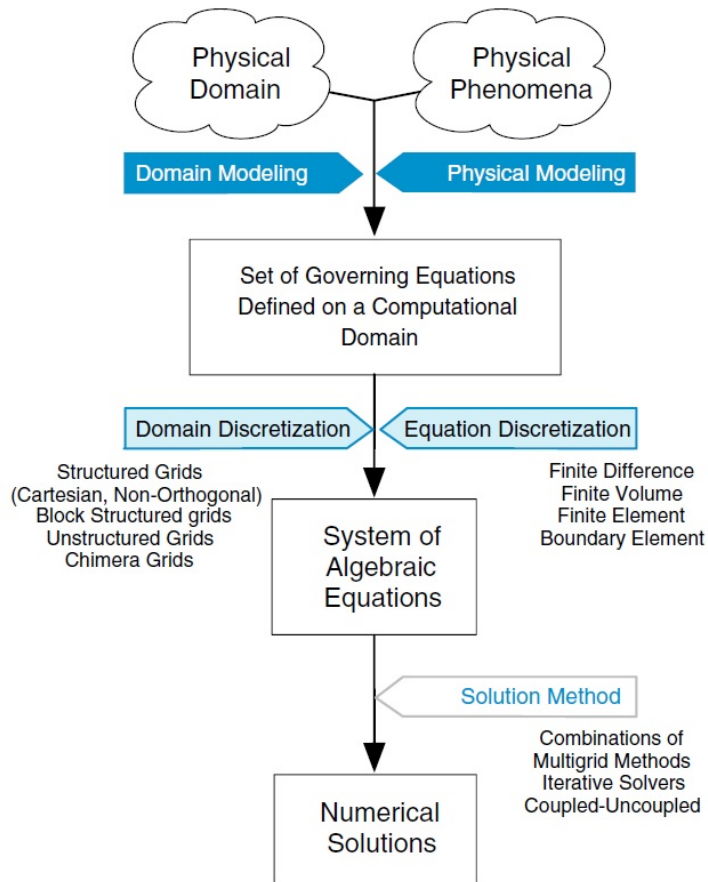 Physical
Domain
Physical
Phenomena
Domain Modeling
Physical Modeling
Set of Governing Equations
Defined on a Computational
Domain
Domain Discretization
Equation Discretization
Structured Grids
(Cartesian, Non-Orthogonal)
Block Structured grids
Unstructured Grids
Chimera Grids
Finite Difference
Finite Volume
Finite Element
Boundary Element
System of
Algebraic
Equations
Solution Method
Combinations of
Multigrid Methods
Iterative Solvers
Coupled-Uncoupled
Numerical
Solutions